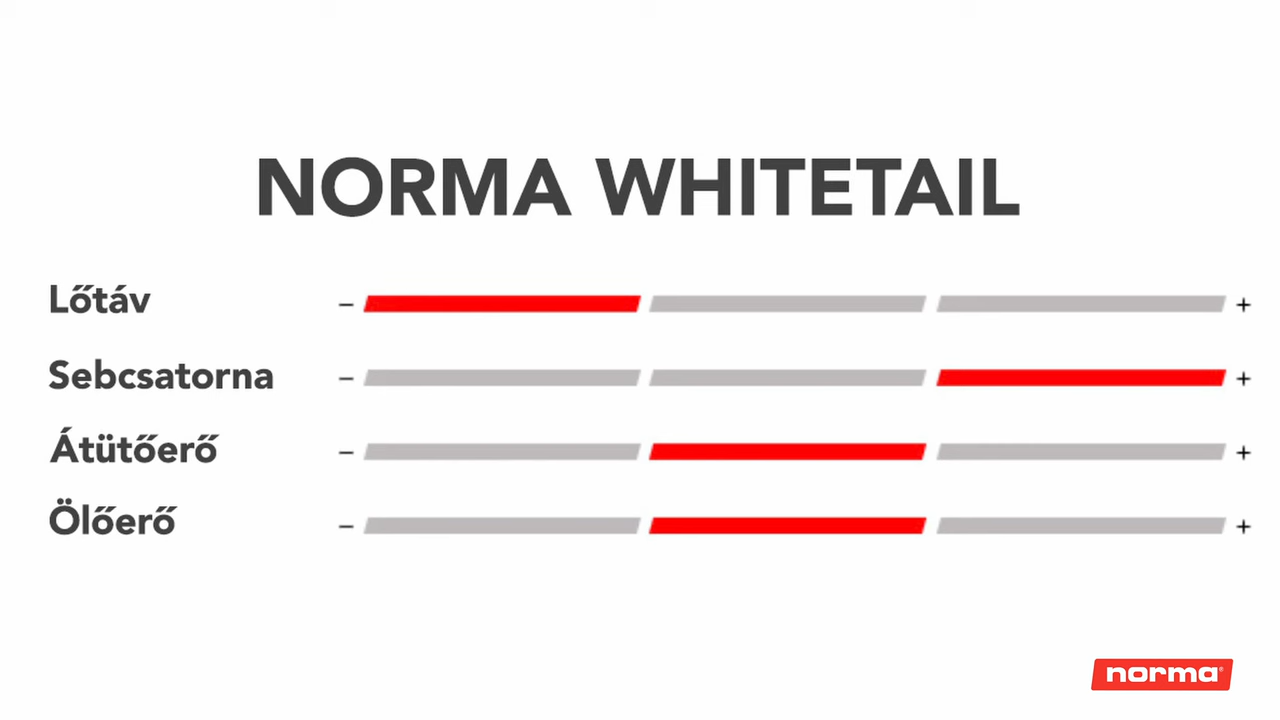 NORMA WHITETAIL
Lőtáv – +
Sebcsatorna – +
Átütőerő – +
Ölőerő – +
norma®